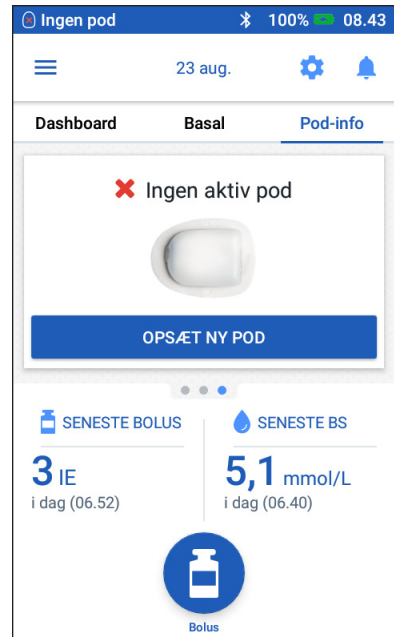 Ingen pod 100% 08.43
23 aug.
Dashboard Basal Pod-info
Ingen aktiv pod
OPSÆT NY POD
SENESTE BOLUS SENESTE BS
3 IE 5,1 mmol/L
i dag (06.52) i dag (06.40)
Bolus